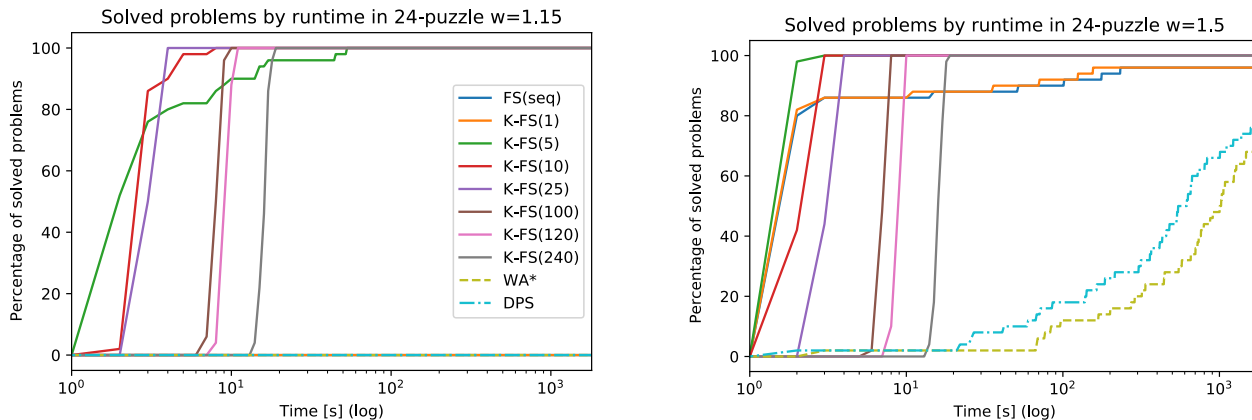 Solved problems by runtime in 24-puzzle w=1.15
Percentage of solved problems
100
80
60
40
20
0
10^0
10^1
10^2
10^3
Time [s] (log)
FS(seq)
K-FS(1)
K-FS(5)
K-FS(10)
K-FS(25)
K-FS(100)
K-FS(120)
K-FS(240)
WA*
DPS
Solved problems by runtime in 24-puzzle w=1.5
Percentage of solved problems
100
80
60
40
20
0
10^0
10^1
10^2
10^3
Time [s] (log)